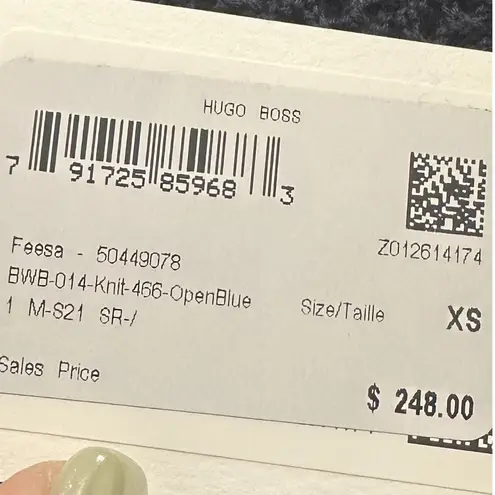 HUGO BOSS
7 91725 85968 3
Z012614174
Feesa - 50449078
BWB-014-Knit-466-OpenBlue
1 M-S21 SR-/
Size/Taille XS
Sales Price
$ 248.00